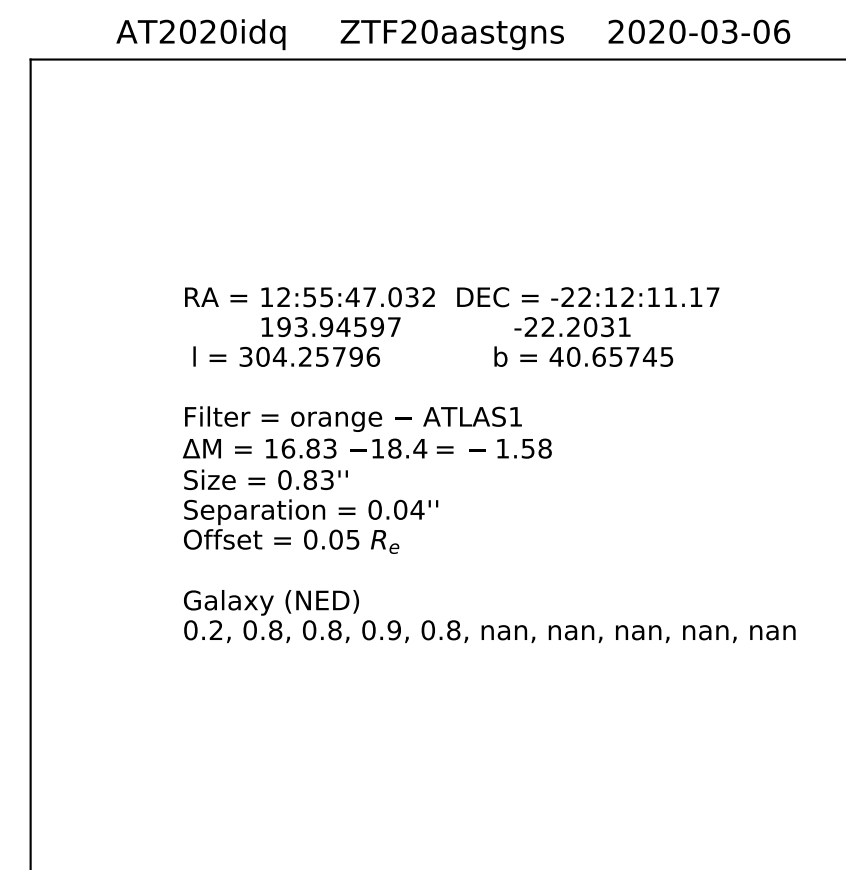 AT2020idq ZTF20aastgns 2020-03-06
RA = 12:55:47.032 DEC = -22:12:11.17
193.94597 -22.2031
l = 304.25796 b = 40.65745
Filter = orange − ATLAS1
ΔM = 16.83 −18.4 = − 1.58
Size = 0.83''
Separation = 0.04''
Offset = 0.05 Re
Galaxy (NED)
0.2, 0.8, 0.8, 0.9, 0.8, nan, nan, nan, nan, nan